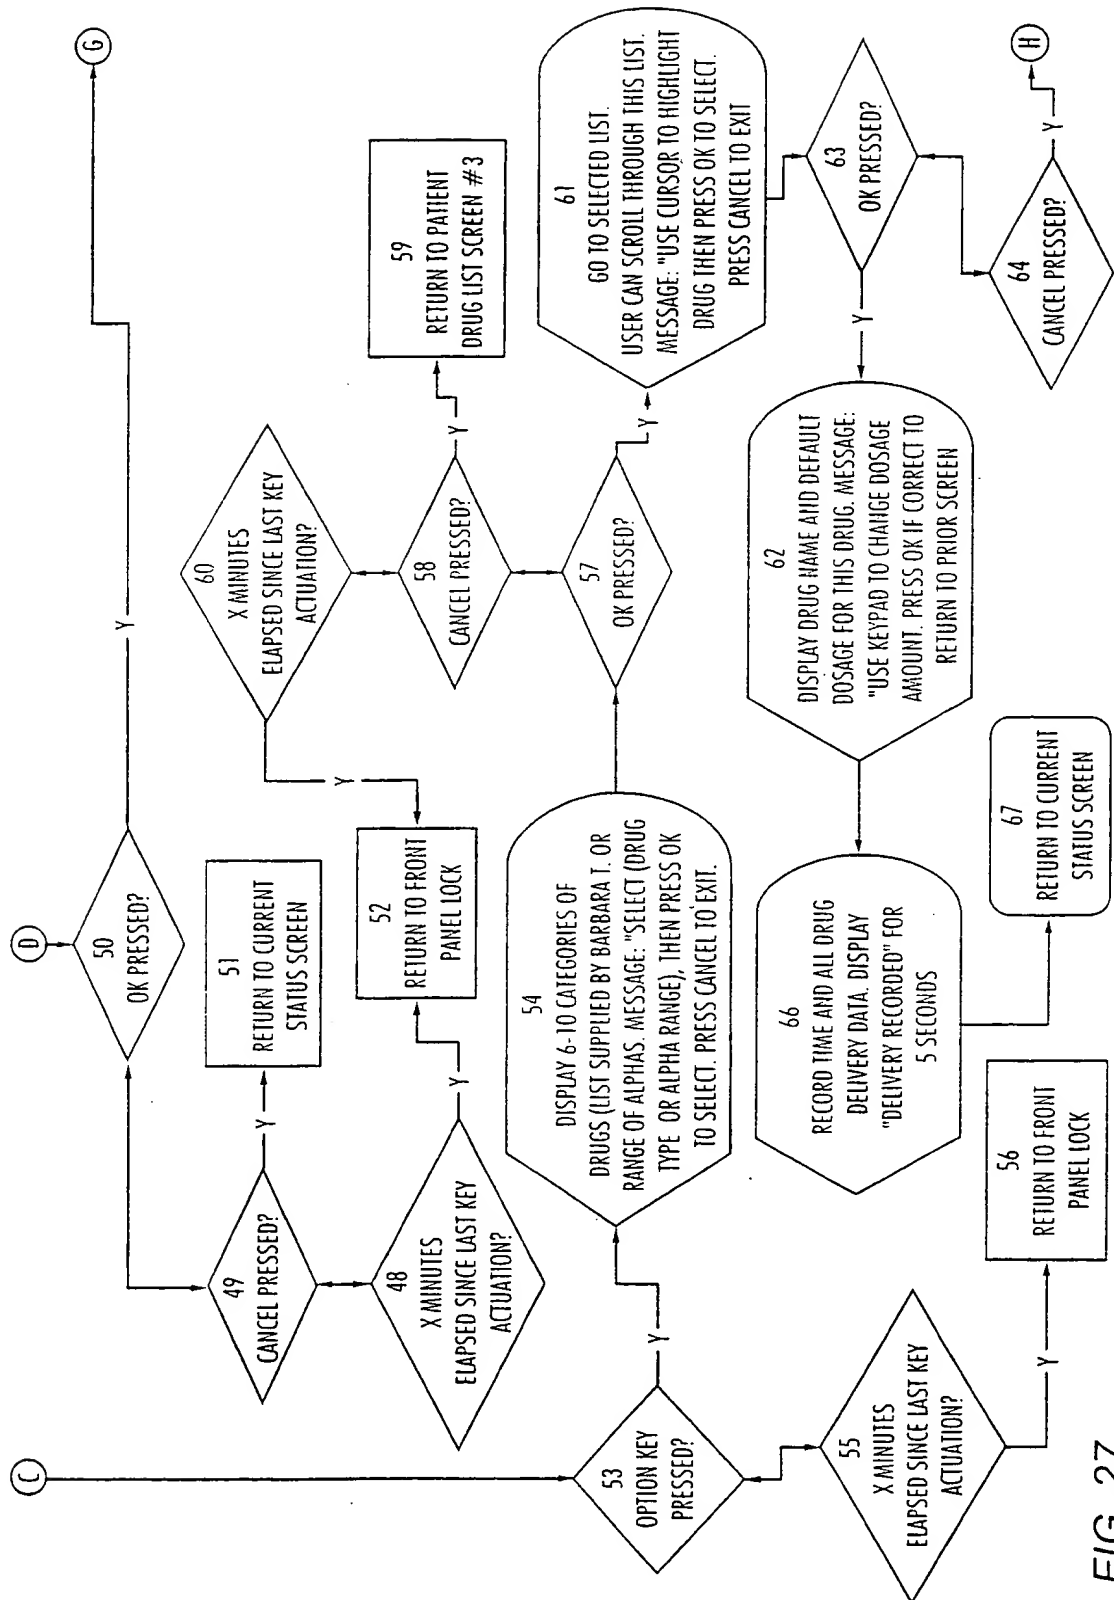 C
D
G
50
OK PRESSED?
Y
49
CANCEL PRESSED?
Y
51
RETURN TO CURRENT
STATUS SCREEN
48
X MINUTES
ELAPSED SINCE LAST KEY
ACTUATION?
Y
52
RETURN TO FRONT
PANEL LOCK
Y
60
X MINUTES
ELAPSED SINCE LAST KEY
ACTUATION?
58
CANCEL PRESSED?
Y
59
RETURN TO PATIENT
DRUG LIST SCREEN #3
53
OPTION KEY
PRESSED?
Y
54
DISPLAY 6-10 CATEGORIES OF
DRUGS (LIST SUPPLIED BY BARBARA T. OR
RANGE OF ALPHAS. MESSAGE: "SELECT (DRUG
TYPE OR ALPHA RANGE), THEN PRESS OK
TO SELECT. PRESS CANCEL TO EXIT.
57
OK PRESSED?
Y
61
GO TO SELECTED LIST.
USER CAN SCROLL THROUGH THIS LIST.
MESSAGE: "USE CURSOR TO HIGHLIGHT
DRUG THEN PRESS OK TO SELECT.
PRESS CANCEL TO EXIT
55
X MINUTES
ELAPSED SINCE LAST KEY
ACTUATION?
Y
56
RETURN TO FRONT
PANEL LOCK
66
RECORD TIME AND ALL DRUG
DELIVERY DATA. DISPLAY
"DELIVERY RECORDED" FOR
5 SECONDS
67
RETURN TO CURRENT
STATUS SCREEN
62
DISPLAY DRUG NAME AND DEFAULT
DOSAGE FOR THIS DRUG. MESSAGE:
"USE KEYPAD TO CHANGE DOSAGE
AMOUNT. PRESS OK IF CORRECT TO
RETURN TO PRIOR SCREEN
Y
63
OK PRESSED?
64
CANCEL PRESSED?
Y
H
FIG. 27